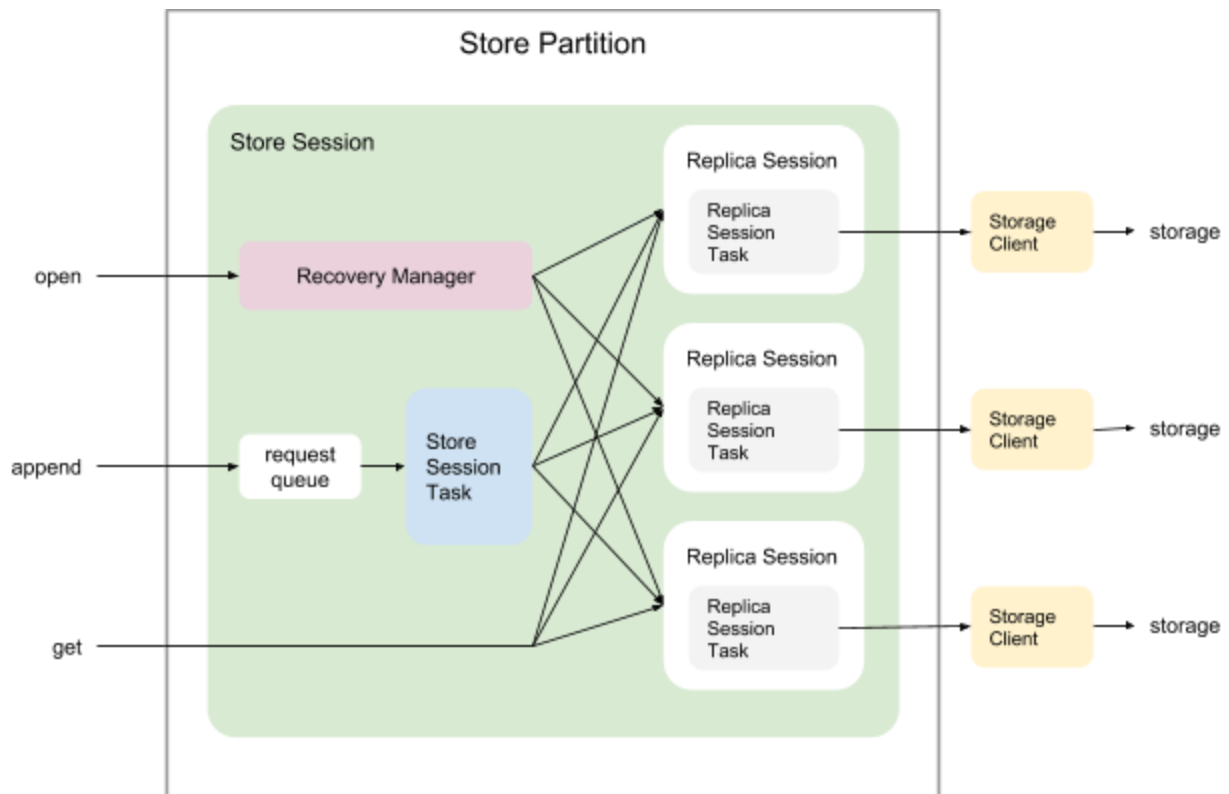 Store Partition
Store Session
Replica Session
Replica
Session
Task
Storage
Client
storage
open
Recovery Manager
Replica Session
Replica
Session
Task
Storage
Client
storage
append
request
queue
Store
Session
Task
Replica Session
Replica
Session
Task
Storage
Client
storage
get